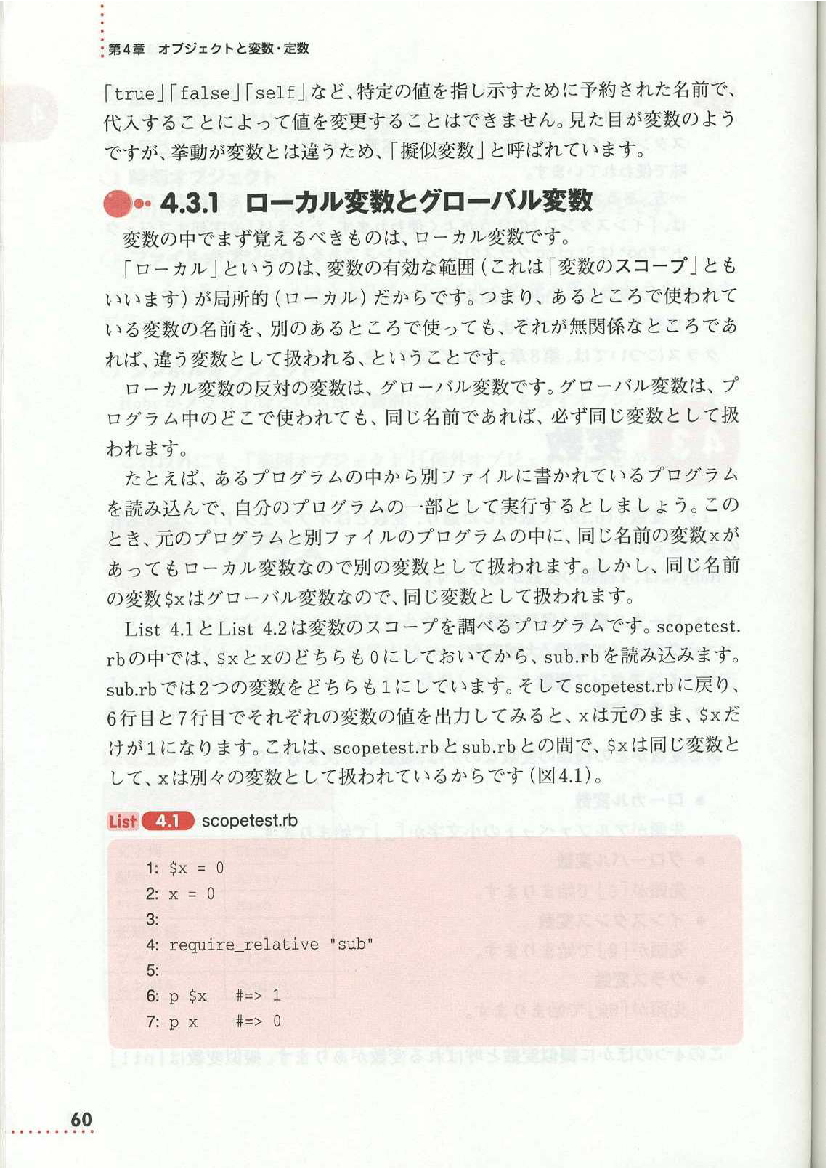 第4章 オブジェクトと変数・定数
「true」「false」「self」など、特定の値を指し示すために予約された名前で、
代入することによって値を変更することはできません。見た目が変数のよう
ですが、挙動が変数とは違うため、「擬似変数」と呼ばれています。
4.3.1 ローカル変数とグローバル変数
変数の中でまず覚えるべきものは、ローカル変数です。
「ローカル」というのは、変数の有効な範囲（これは「変数のスコープ」とも
いいます）が局所的（ローカル）だからです。つまり、あるところで使われて
いる変数の名前を、別のあるところで使っても、それが無関係なところであ
れば、違う変数として扱われる、ということです。
ローカル変数の反対の変数は、グローバル変数です。グローバル変数は、プ
ログラム中のどこで使われても、同じ名前であれば、必ず同じ変数として扱
われます。
たとえば、あるプログラムの中から別ファイルに書かれているプログラム
を読み込んで、自分のプログラムの一部として実行するとしましょう。この
とき、元のプログラムと別ファイルのプログラムの中に、同じ名前の変数xが
あってもローカル変数なので別の変数として扱われます。しかし、同じ名前
の変数$xはグローバル変数なので、同じ変数として扱われます。
List 4.1とList 4.2は変数のスコープを調べるプログラムです。scopetest.
rbの中では、$xとxのどちらも0にしておいてから、sub.rbを読み込みます。
sub.rbでは2つの変数をどちらも1にしています。そしてscopetest.rbに戻り、
6行目と7行目でそれぞれの変数の値を出力してみると、xは元のまま、$xだ
けが1になります。これは、scopetest.rbとsub.rbとの間で、$xは同じ変数と
して、xは別々の変数として扱われているからです（図4.1）。
List 4.1 scopetest.rb
1: $x = 0
2: x = 0
3:
4: require_relative "sub"
5:
6: p $x #=> 1
7: p x #=> 0
60